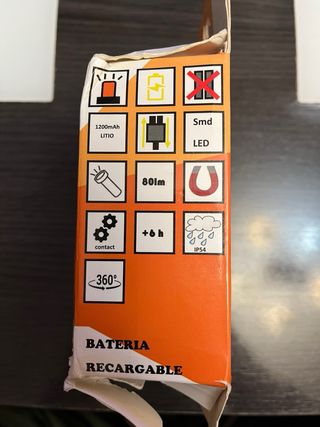 1200mAh
LITIO
Smd
LED
80lm
contact
+6 h
IP54
360°
BATERIA
RECARGABLE